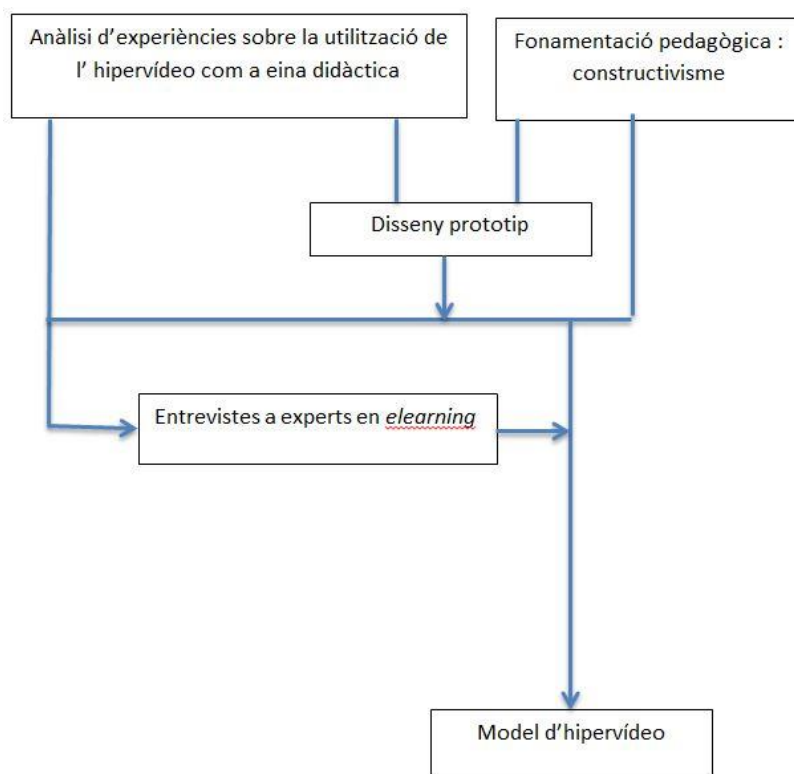 Anàlisi d’experiències sobre la utilització de
l’ hipervídeo com a eina didàctica
Fonamentació pedagògica :
constructivisme
Disseny prototip
Entrevistes a experts en elearning
Model d’hipervídeo